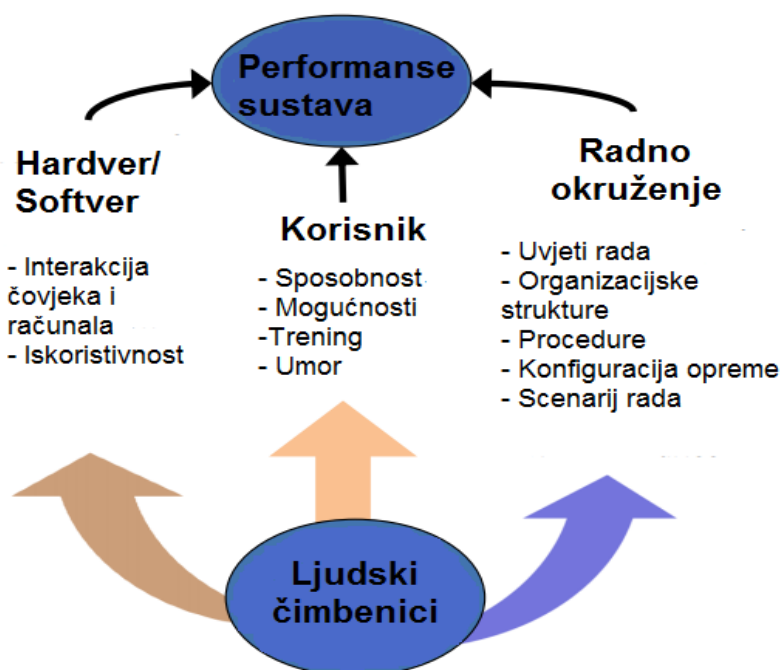 Performanse
sustava
Hardver/
Softver
- Interakcija
čovjeka i
računala
- Iskoristivnost
Korisnik
- Sposobnost
- Mogućnosti
-Trening
- Umor
Radno
okruženje
- Uvjeti rada
- Organizacijske
strukture
- Procedure
- Konfiguracija opreme
- Scenarij rada
Ljudski
čimbenici